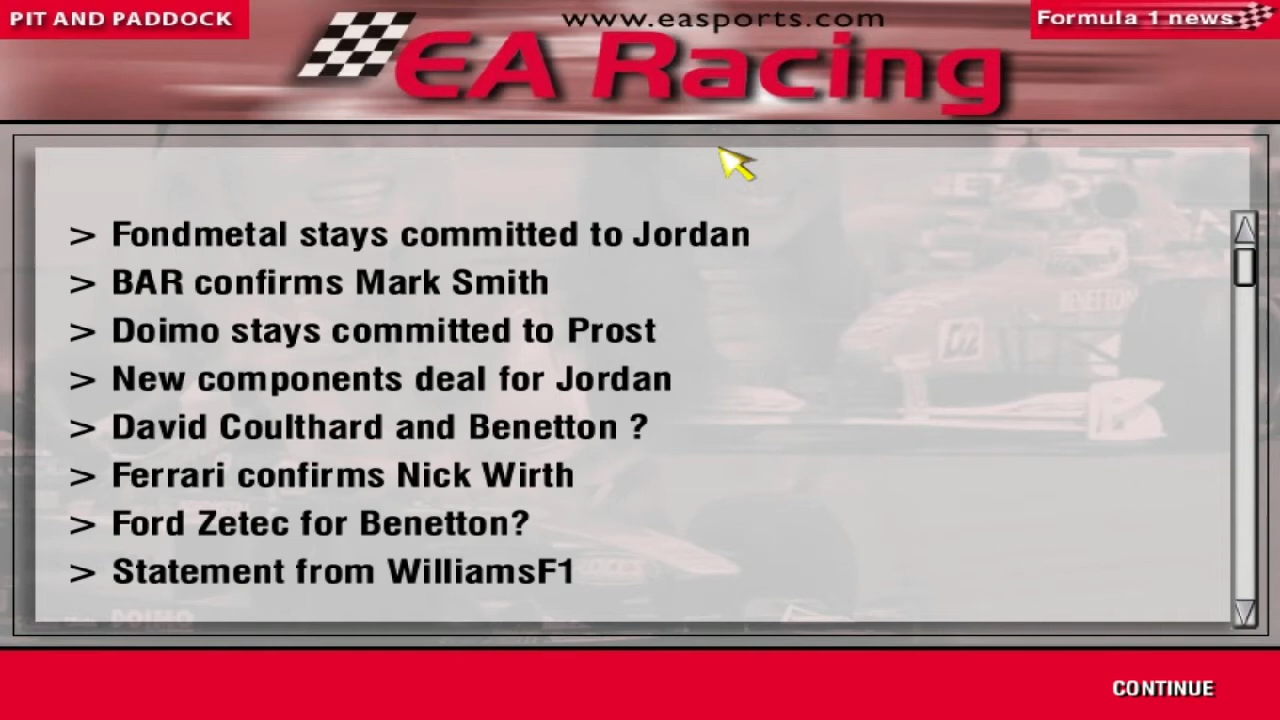 PIT AND PADDOCK
www.easports.com
Formula 1 news
EA Racing
> Fondmetal stays committed to Jordan
> BAR confirms Mark Smith
> Doimo stays committed to Prost
> New components deal for Jordan
> David Coulthard and Benetton ?
> Ferrari confirms Nick Wirth
> Ford Zetec for Benetton?
> Statement from WilliamsF1
BENETTON
DOIMO
CONTINUE